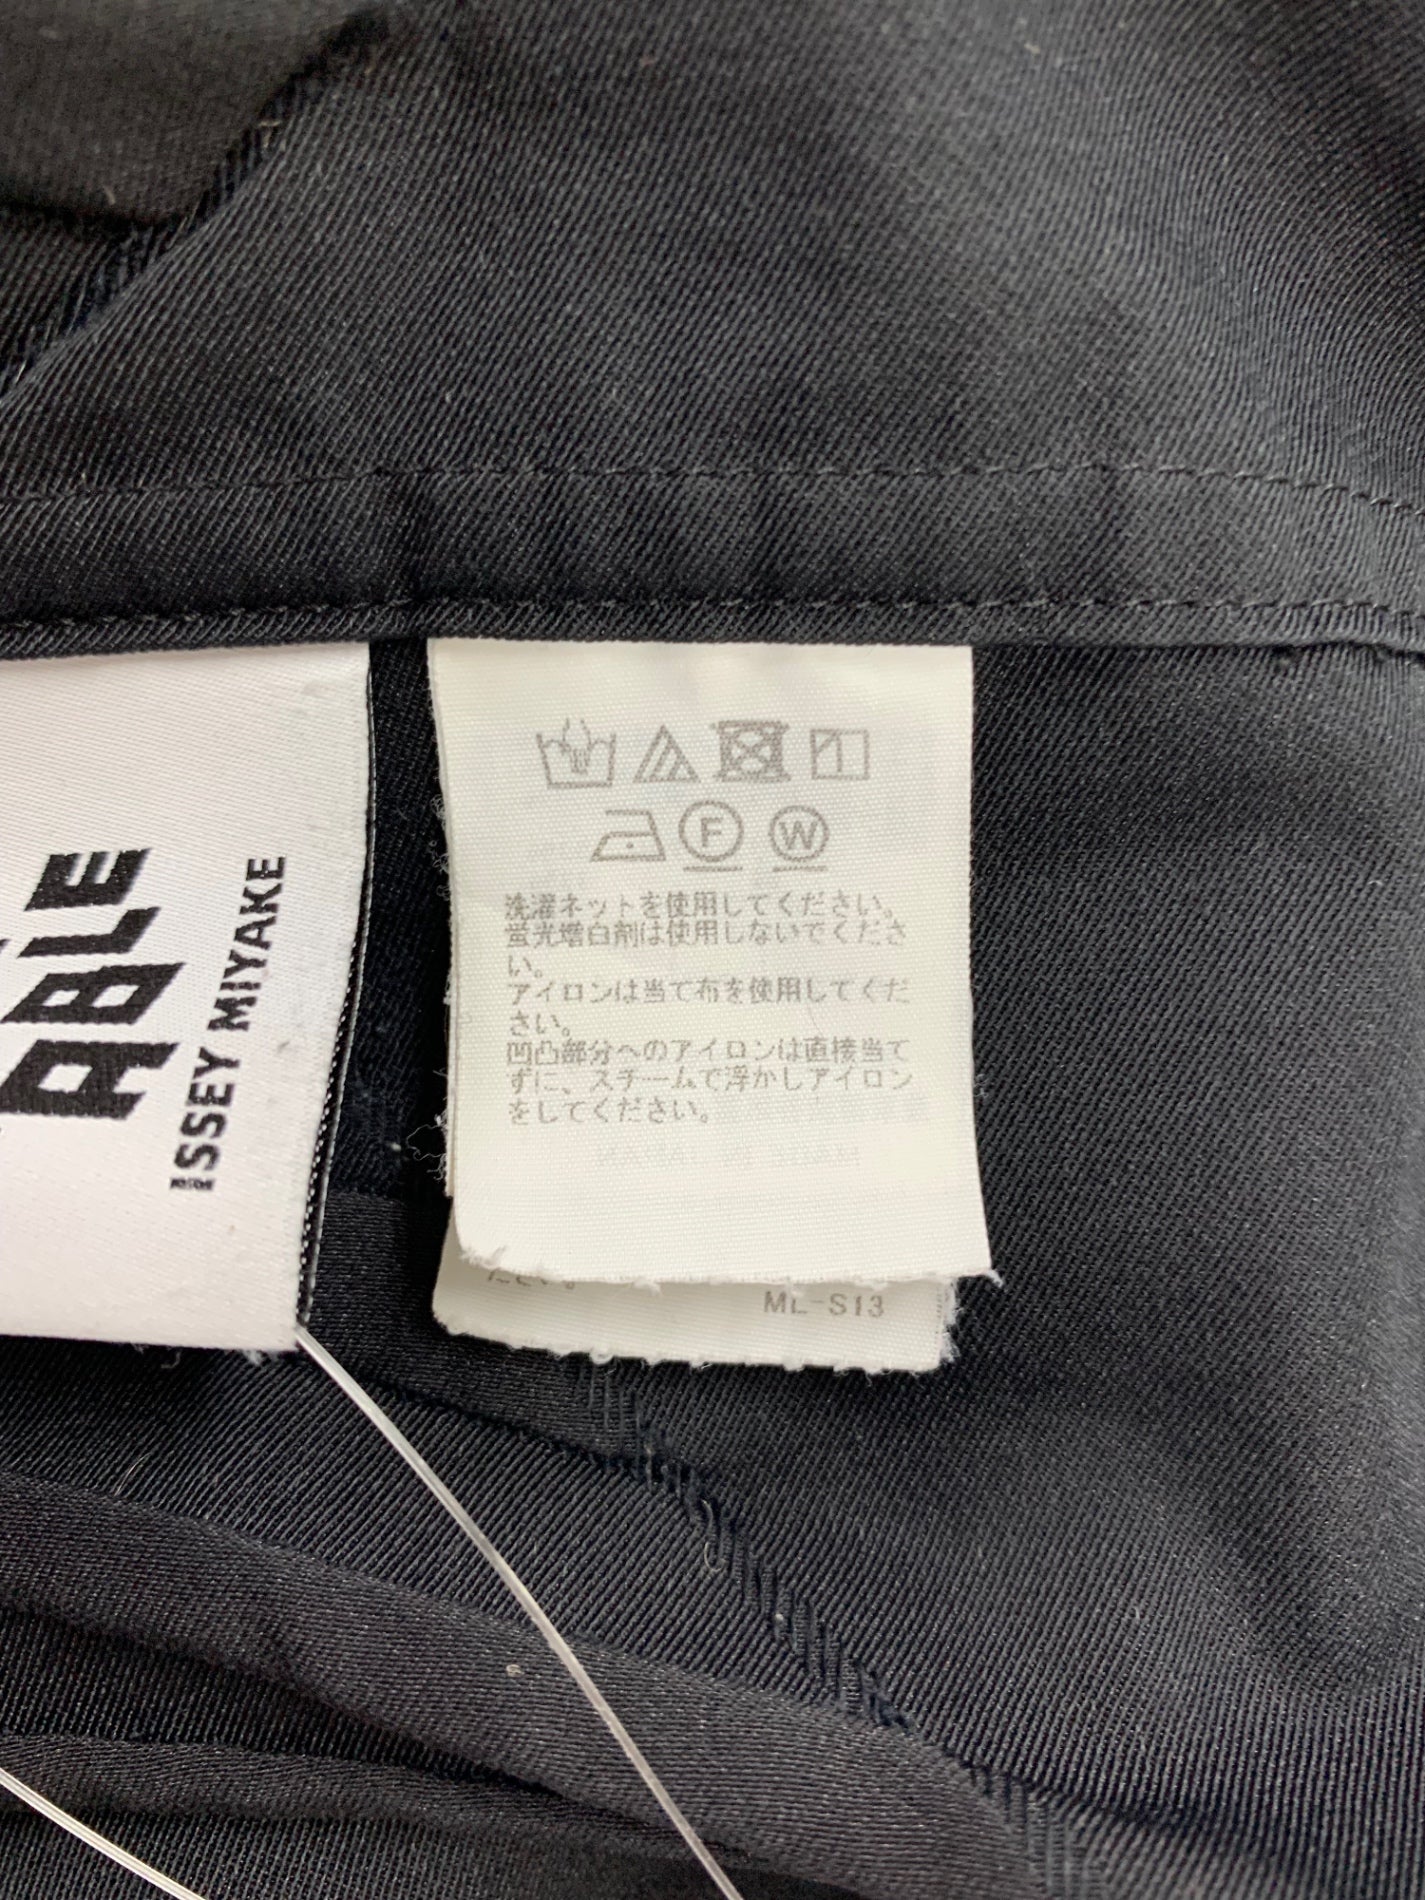 ABLE
ISSEY MIYAKE
F W
洗濯ネットを使用してください。
蛍光増白剤は使用しないでくださ
い。
アイロンは当て布を使用してくだ
さい。
凹凸部分へのアイロンは直接当て
ずに、スチームで浮かしアイロン
をしてください。
ださい。
ML-S13